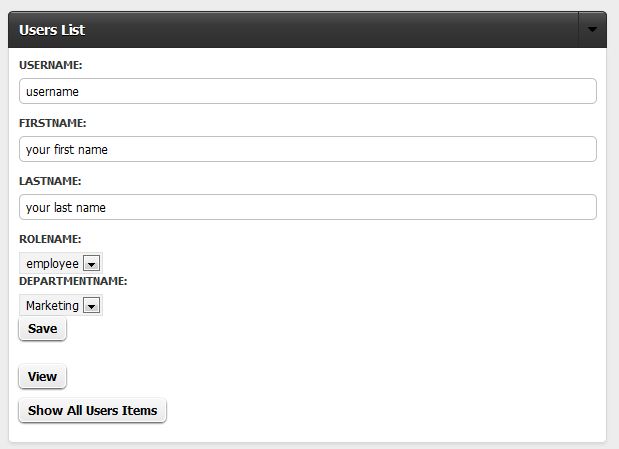 Users List
USERNAME:
username
FIRSTNAME:
your first name
LASTNAME:
your last name
ROLENAME:
employee
DEPARTMENTNAME:
Marketing
Save
View
Show All Users Items